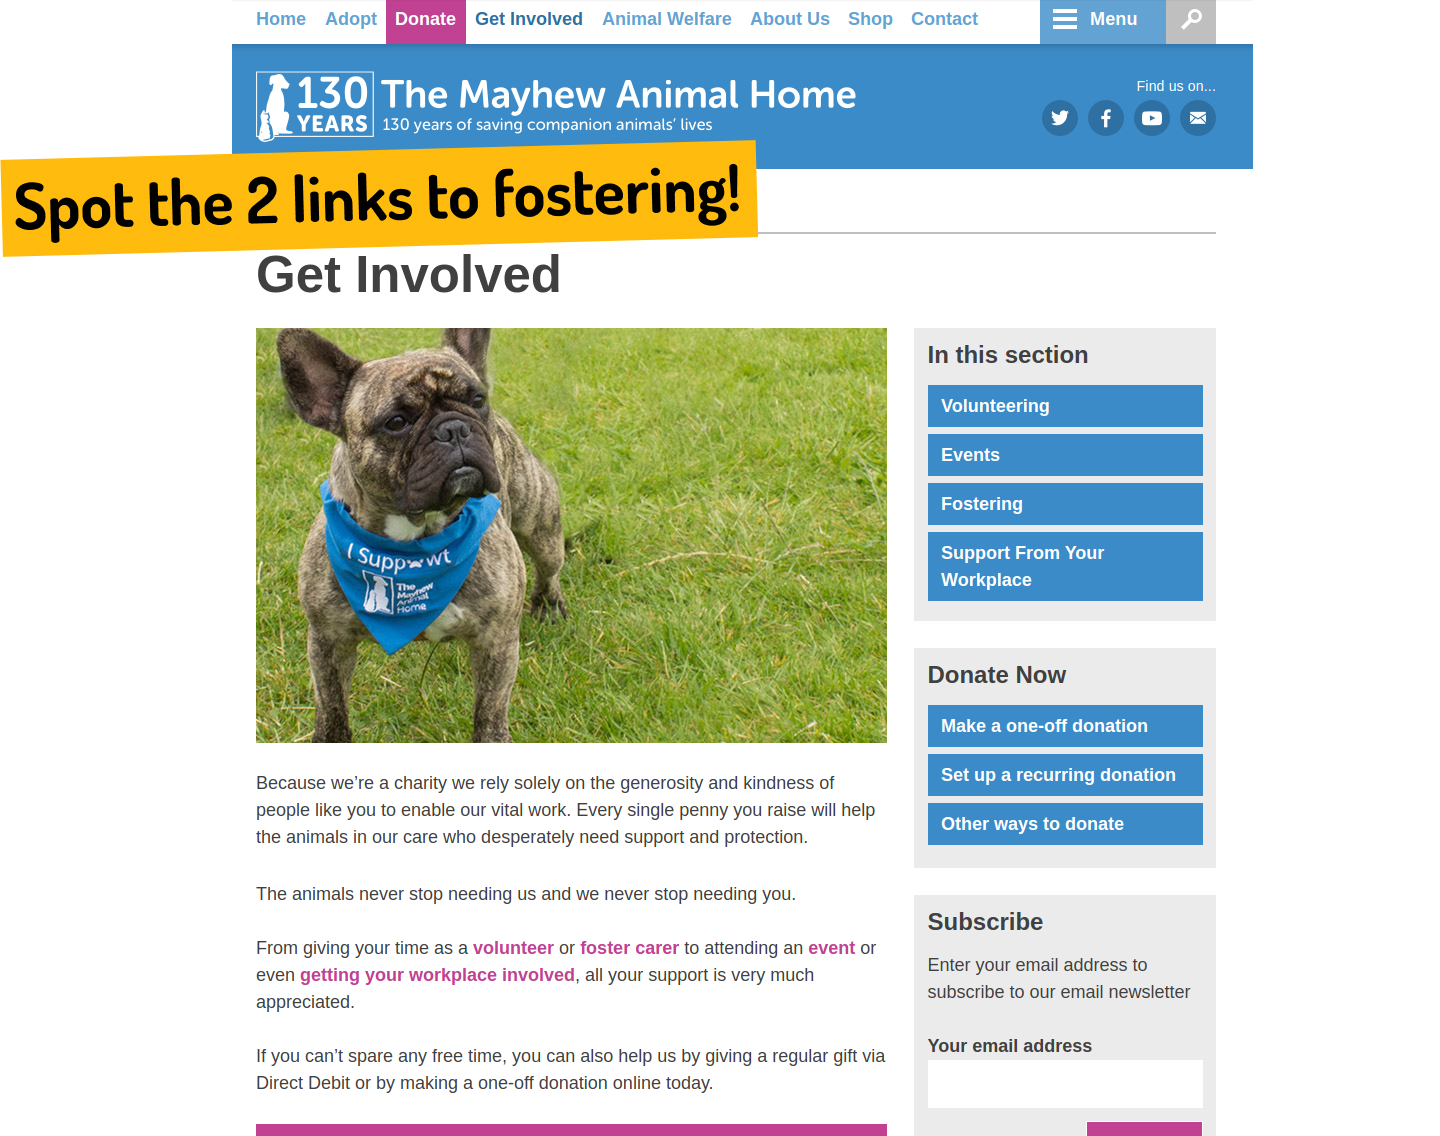 Home Adopt Donate Get Involved Animal Welfare About Us Shop Contact Menu
130 YEARS
The Mayhew Animal Home
130 years of saving companion animals’ lives
Find us on...
Spot the 2 links to fostering!
Get Involved
I Suppawt
The
Mayhew
Animal
Home
Because we’re a charity we rely solely on the generosity and kindness of
people like you to enable our vital work. Every single penny you raise will help
the animals in our care who desperately need support and protection.
The animals never stop needing us and we never stop needing you.
From giving your time as a volunteer or foster carer to attending an event or
even getting your workplace involved, all your support is very much
appreciated.
If you can’t spare any free time, you can also help us by giving a regular gift via
Direct Debit or by making a one-off donation online today.
In this section
Volunteering
Events
Fostering
Support From Your
Workplace
Donate Now
Make a one-off donation
Set up a recurring donation
Other ways to donate
Subscribe
Enter your email address to
subscribe to our email newsletter
Your email address